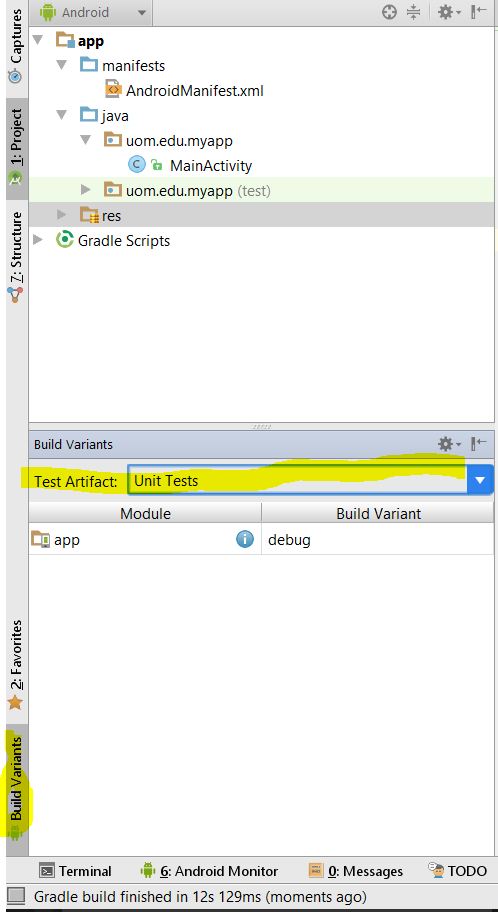 Captures
1: Project
7: Structure
2: Favorites
Build Variants
Android
app
manifests
AndroidManifest.xml
java
uom.edu.myapp
C MainActivity
uom.edu.myapp (test)
res
Gradle Scripts
Build Variants
Test Artifact: Unit Tests
Module Build Variant
app debug
Terminal 6: Android Monitor 0: Messages TODO
Gradle build finished in 12s 129ms (moments ago)